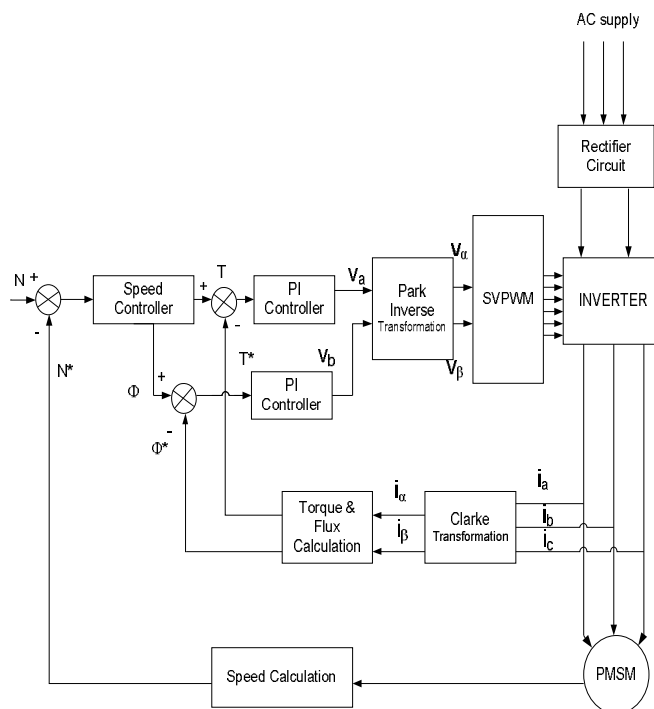 AC supply
Rectifier
Circuit
N
+
-
Speed
Controller
+
T
-
PI
Controller
Va
Park
Inverse
Transformation
Vα
Vβ
SVPWM
INVERTER
N*
Φ
+
-
Φ*
T*
PI
Controller
Vb
Torque &
Flux
Calculation
iα
iβ
Clarke
Transformation
ia
ib
ic
Speed Calculation
PMSM